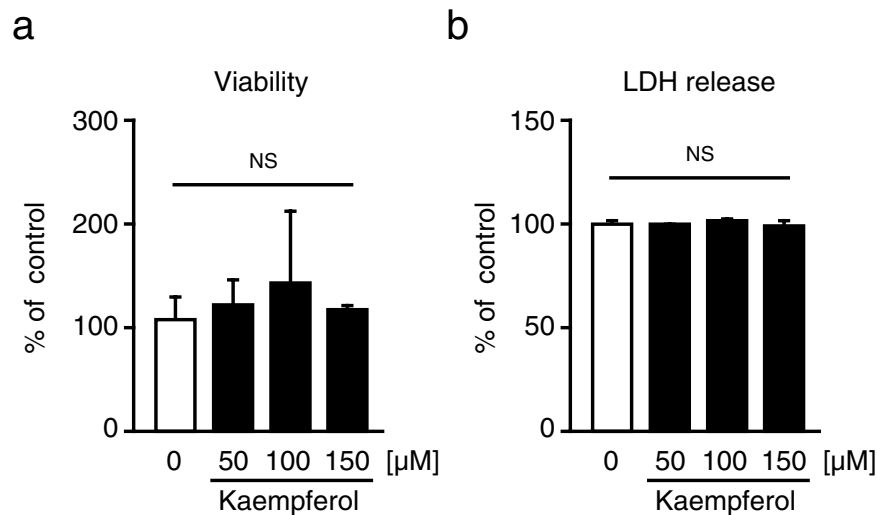 a
Viability
300
200
100
0
% of control
NS
0 50 100 150 [µM]
Kaempferol
b
LDH release
150
100
50
0
% of control
NS
0 50 100 150 [µM]
Kaempferol